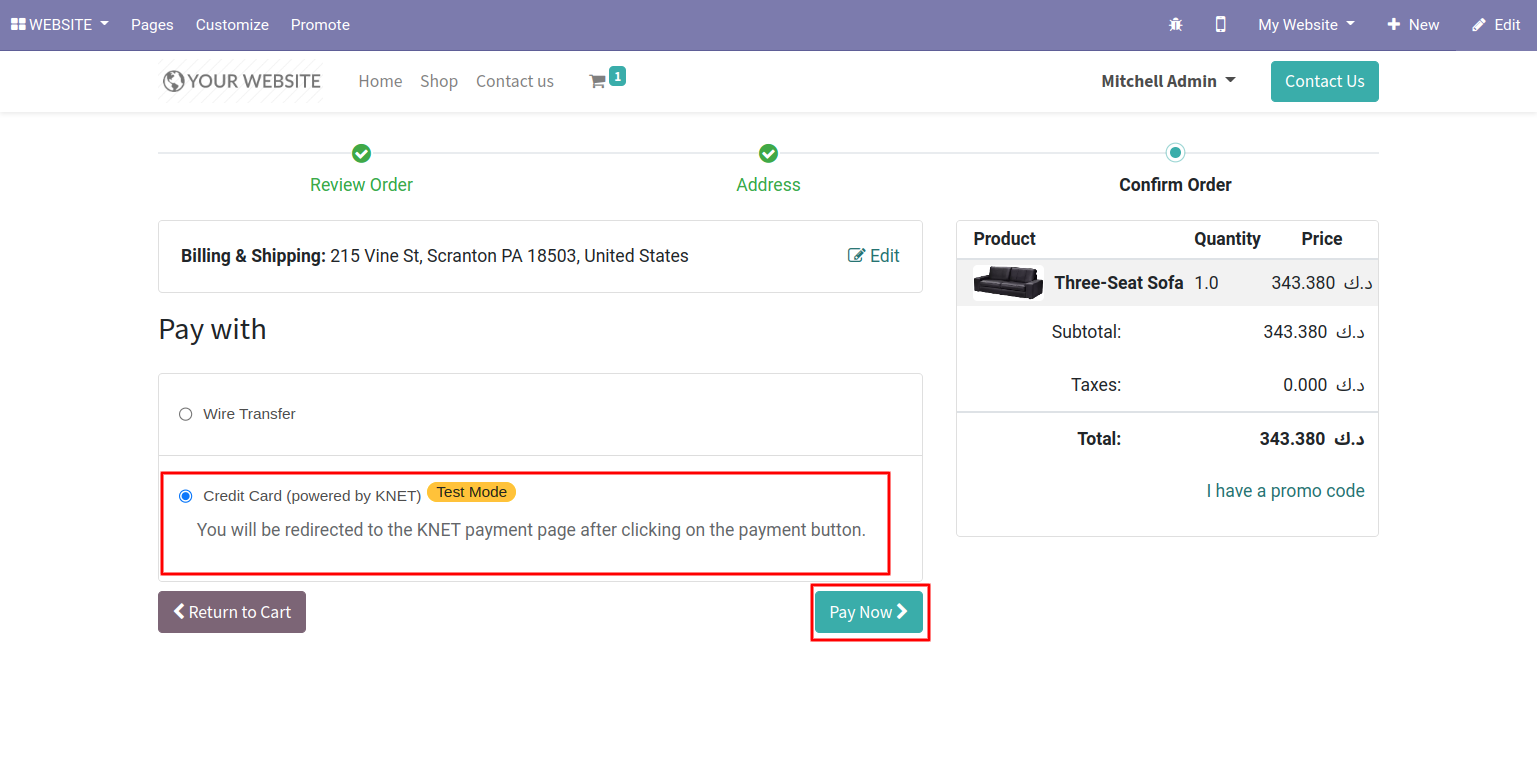 WEBSITE Pages Customize Promote My Website New Edit
YOUR WEBSITE Home Shop Contact us 1 Mitchell Admin Contact Us
Review Order Address Confirm Order
Billing & Shipping: 215 Vine St, Scranton PA 18503, United States Edit
Pay with
Wire Transfer
Credit Card (powered by KNET) Test Mode
You will be redirected to the KNET payment page after clicking on the payment button.
Return to Cart Pay Now
Product Quantity Price
Three-Seat Sofa 1.0 343.380 د.ك
Subtotal: 343.380 د.ك
Taxes: 0.000 د.ك
Total: 343.380 د.ك
I have a promo code